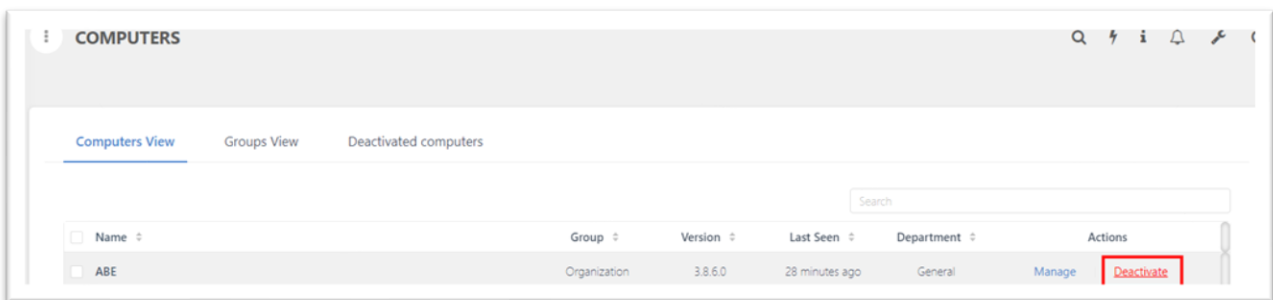 COMPUTERS
Computers View Groups View Deactivated computers
Search
Name Group Version Last Seen Department Actions
ABE Organization 3.8.6.0 28 minutes ago General Manage Deactivate